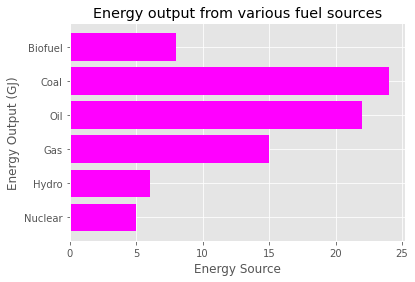 Energy output from various fuel sources
Energy Output (GJ)
Biofuel
Coal
Oil
Gas
Hydro
Nuclear
0 5 10 15 20 25
Energy Source